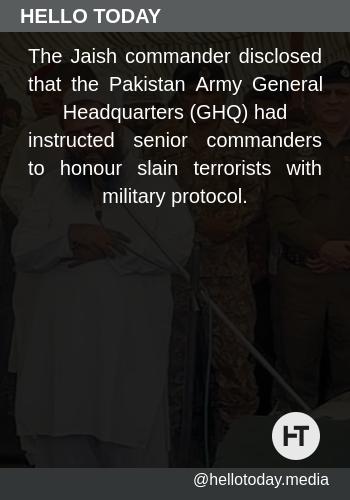 HELLO TODAY
The Jaish commander disclosed
that the Pakistan Army General
Headquarters (GHQ) had
instructed senior commanders
to honour slain terrorists with
military protocol.
HT
@hellotoday.media